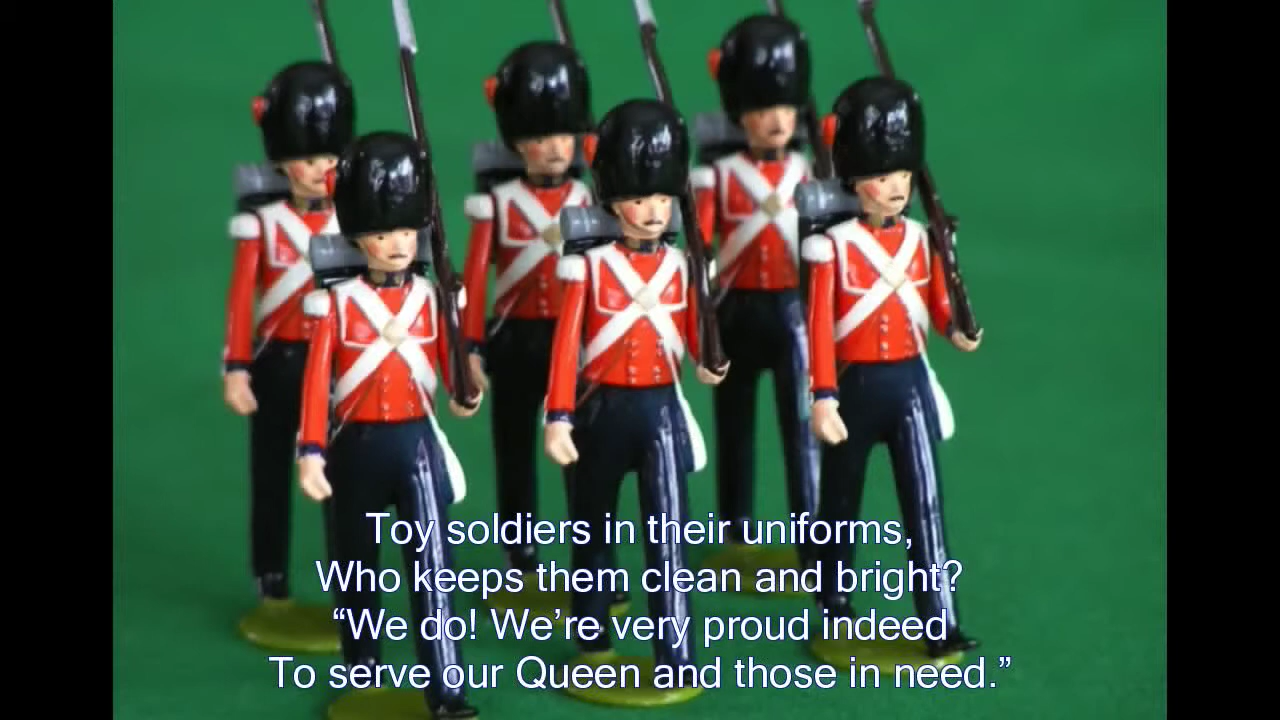 Toy soldiers in their uniforms,
Who keeps them clean and bright?
“We do! We’re very proud indeed
To serve our Queen and those in need.”